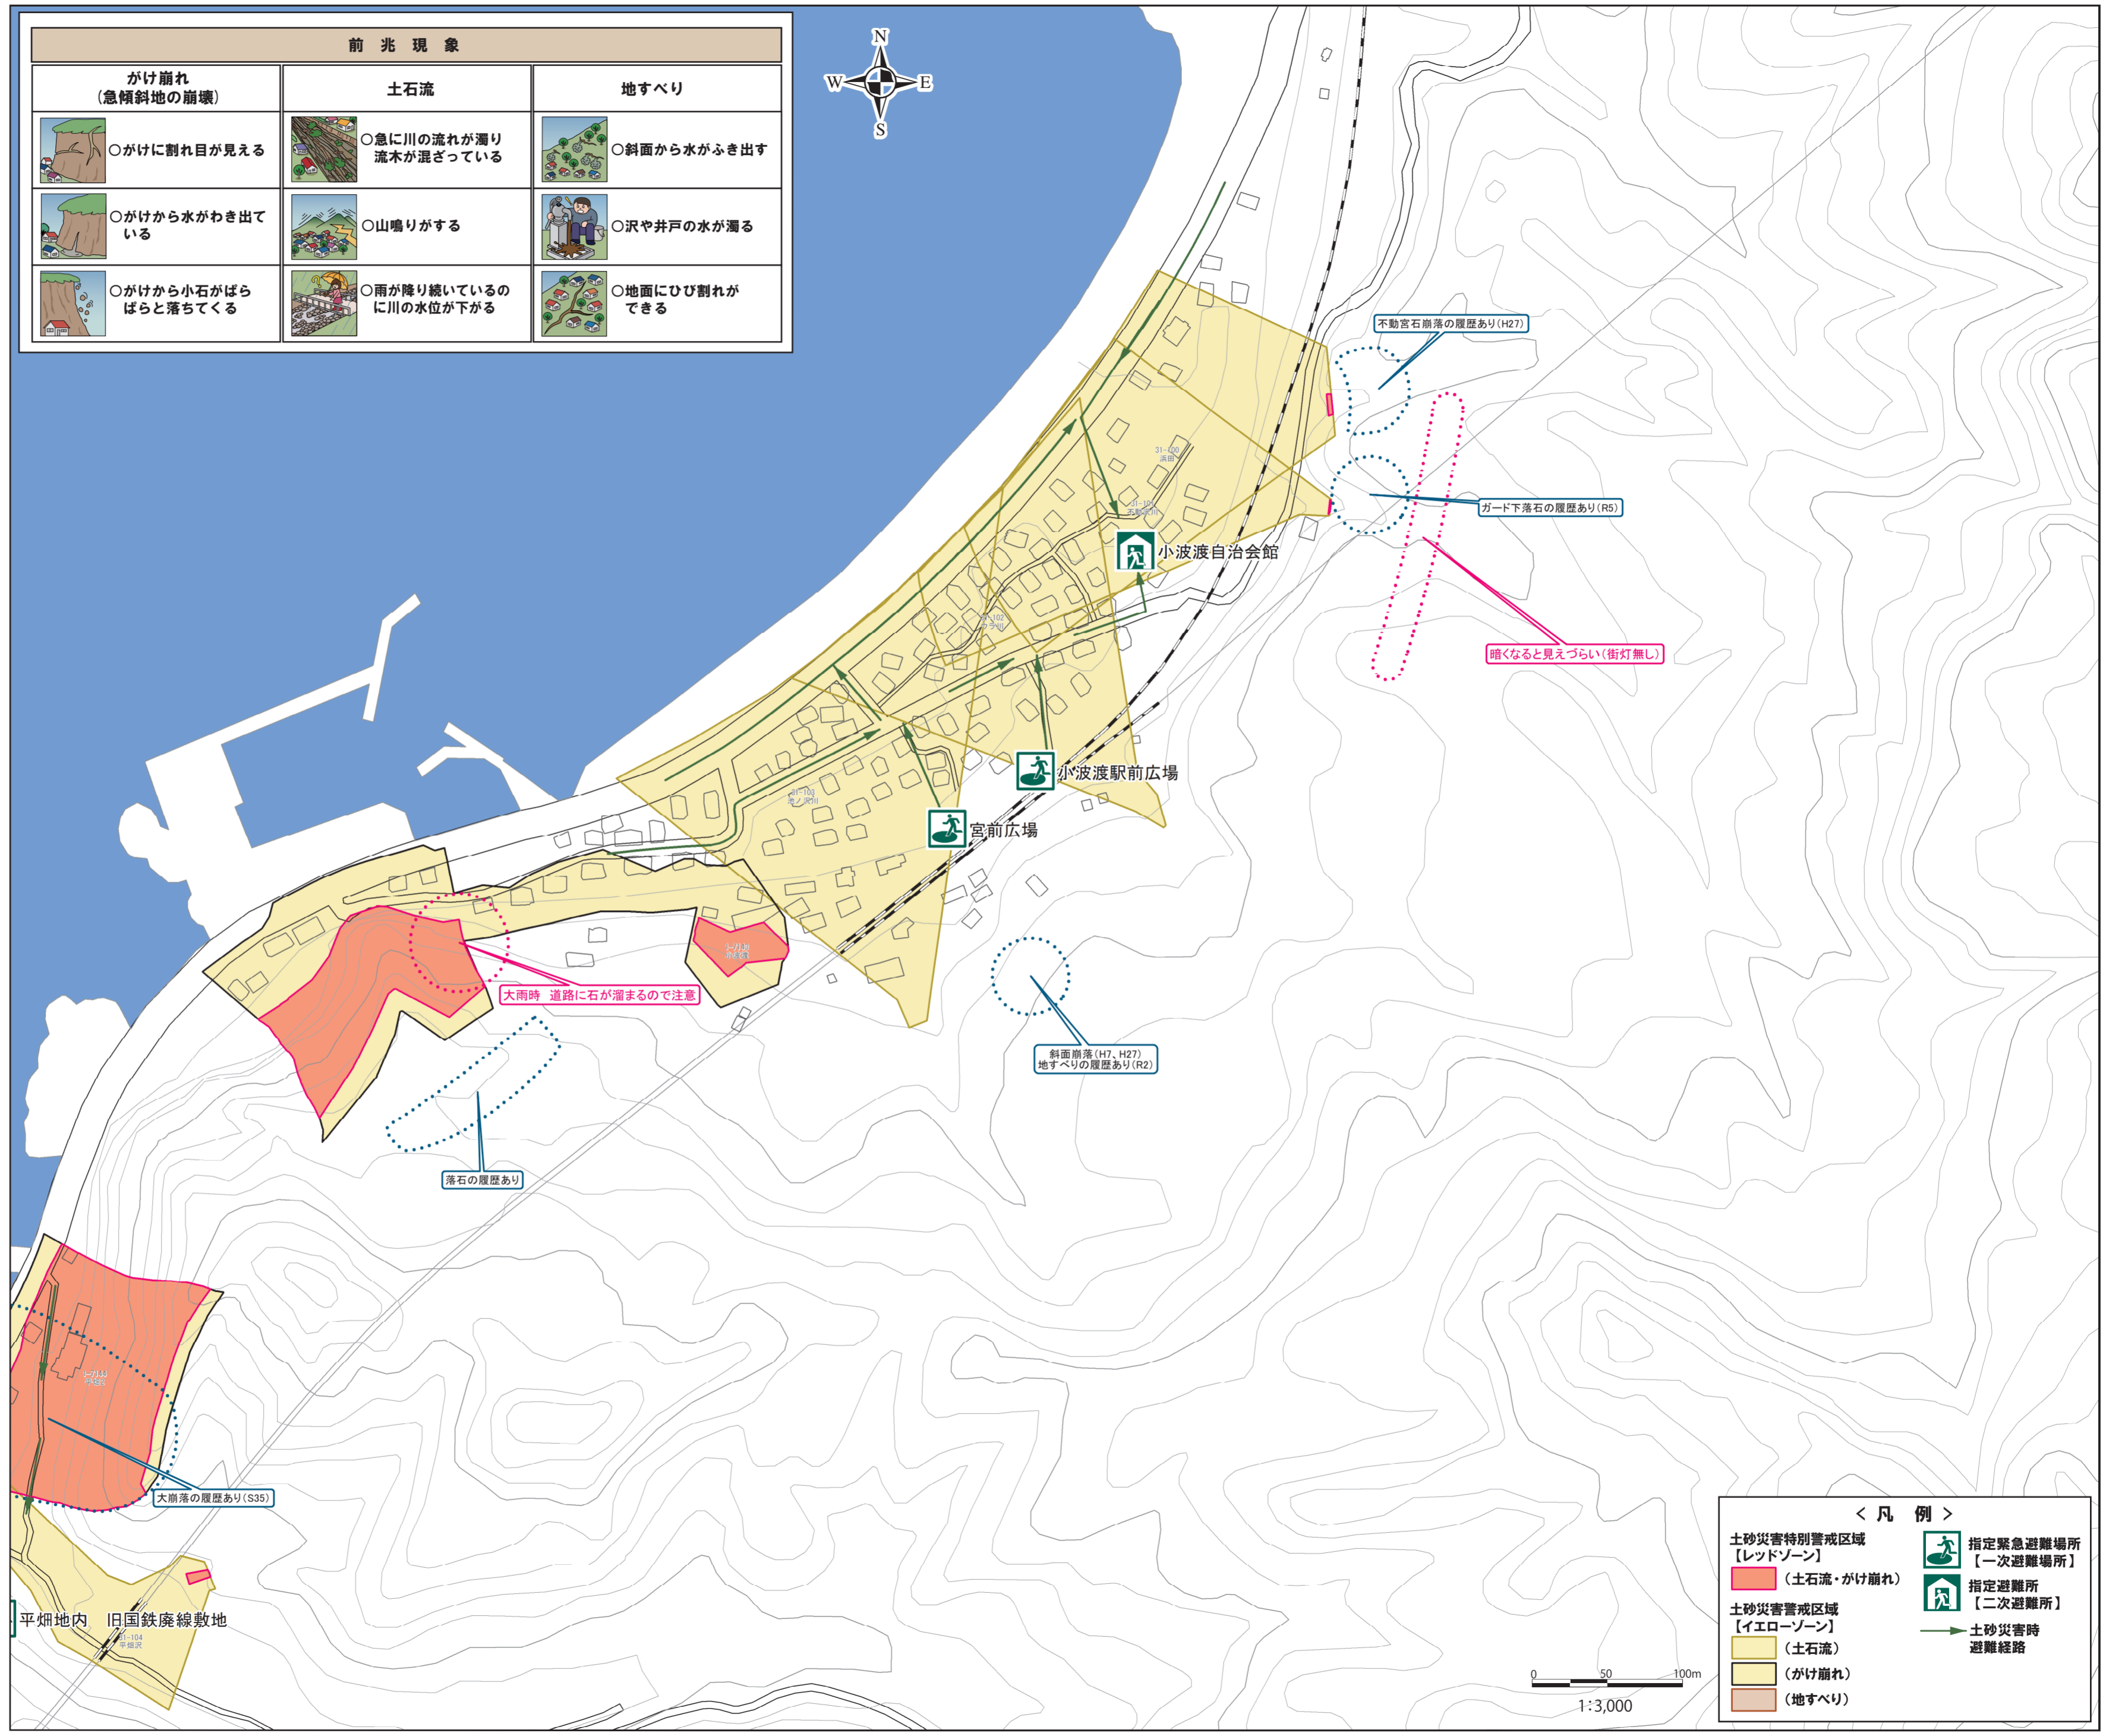 前 兆 現 象
がけ崩れ
(急傾斜地の崩壊)
土石流
地すべり
○がけに割れ目が見える
○急に川の流れが濁り
流木が混ざっている
○斜面から水がふき出す
○がけから水がわき出て
いる
○山鳴りがする
○沢や井戸の水が濁る
○がけから小石がばら
ばらと落ちてくる
○雨が降り続いているの
に川の水位が下がる
○地面にひび割れが
できる
N
W
E
S
不動宮石崩落の履歴あり(H27)
31-100
浜田
ガード下落石の履歴あり(R5)
小波渡自治会館
暗くなると見えづらい(街灯無し)
小波渡駅前広場
31-103
池ノ沢川
宮前広場
大雨時 道路に石が溜まるので注意
斜面崩落(H7、H27)
地すべりの履歴あり(R2)
落石の履歴あり
大崩落の履歴あり(S35)
平畑地内 旧国鉄廃線敷地
31-104
平畑沢
0 50 100m
1:3,000
< 凡 例 >
土砂災害特別警戒区域
【レッドゾーン】
(土石流・がけ崩れ)
土砂災害警戒区域
【イエローゾーン】
(土石流)
(がけ崩れ)
(地すべり)
指定緊急避難場所
【一次避難場所】
指定避難所
【二次避難所】
土砂災害時
避難経路